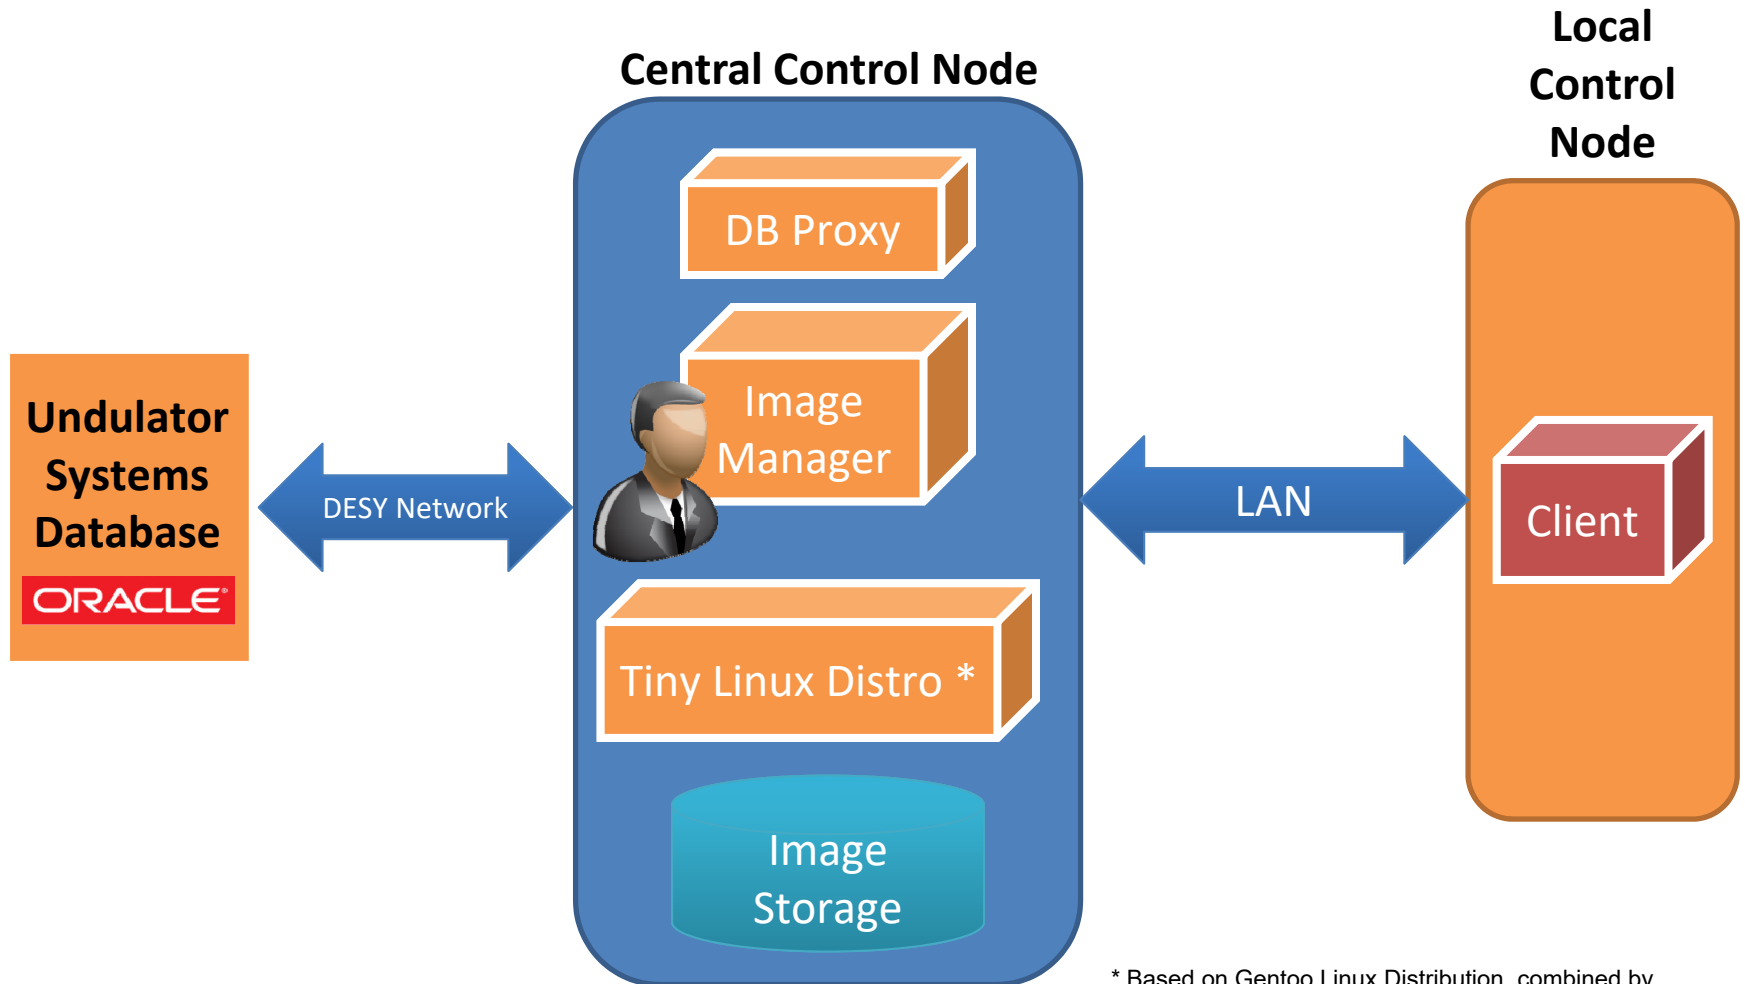 Central Control Node
Local
Control
Node
DB Proxy
Image
Manager
Undulator
Systems
Database
ORACLE®
DESY Network
LAN
Client
Tiny Linux Distro *
Image
Storage
* Based on Gentoo Linux Distribution, combined by